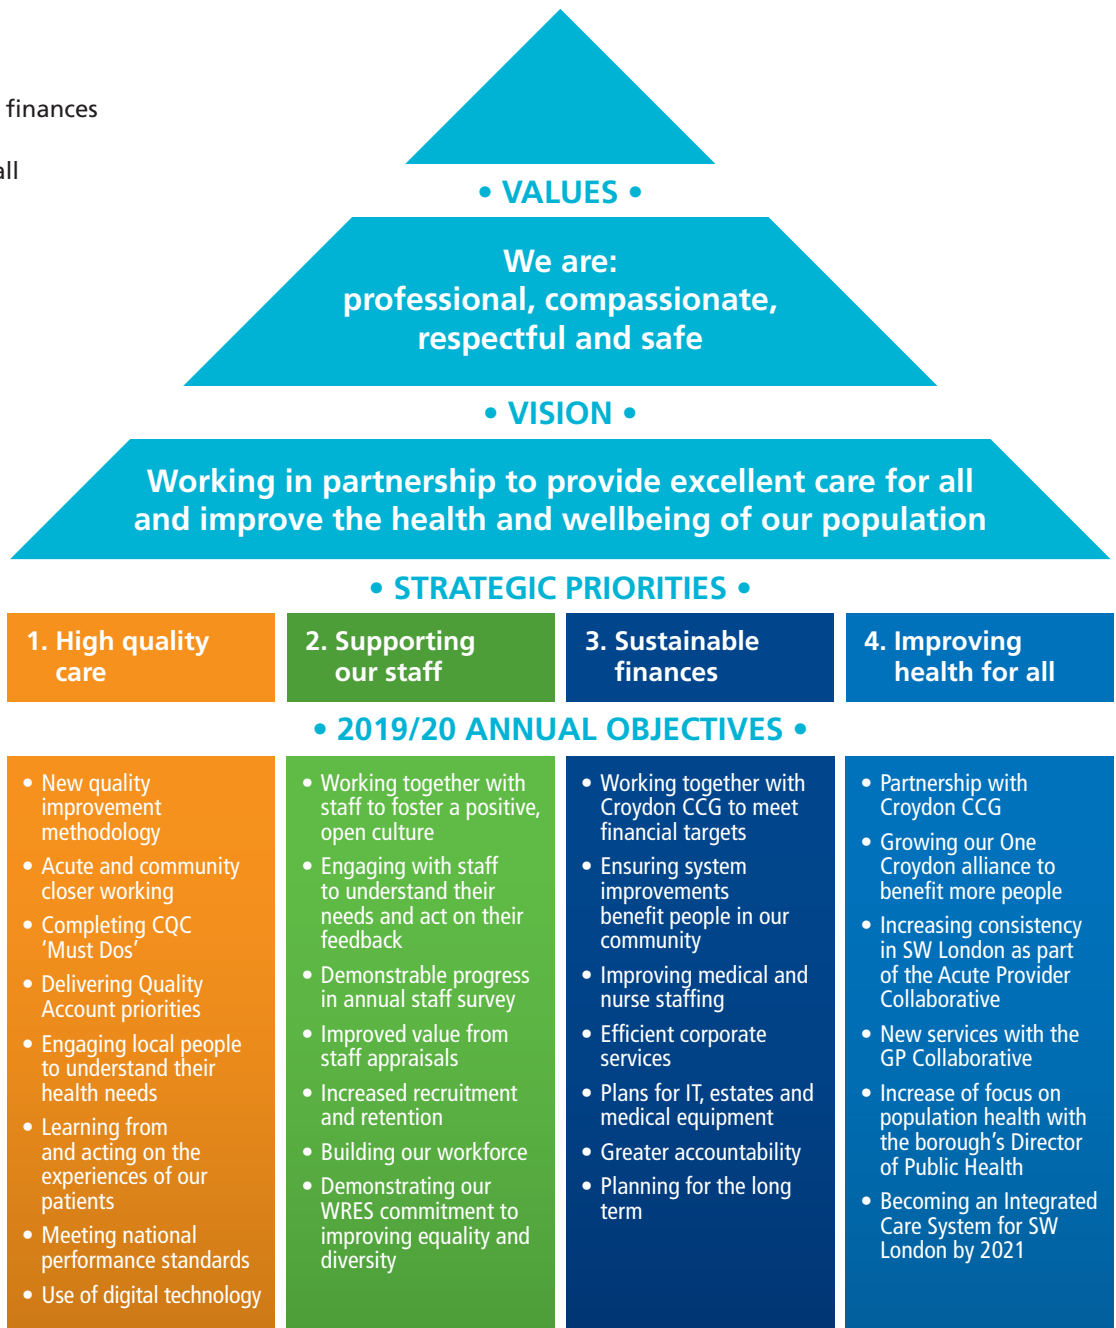 finances
all
• VALUES •
We are:
professional, compassionate,
respectful and safe
• VISION •
Working in partnership to provide excellent care for all
and improve the health and wellbeing of our population
• STRATEGIC PRIORITIES •
1. High quality
care
2. Supporting
our staff
3. Sustainable
finances
4. Improving
health for all
• 2019/20 ANNUAL OBJECTIVES •
• New quality
improvement
methodology
• Acute and community
closer working
• Completing CQC
'Must Dos'
• Delivering Quality
Account priorities
• Engaging local people
to understand their
health needs
• Learning from
and acting on the
experiences of our
patients
• Meeting national
performance standards
• Use of digital technology
• Working together with
staff to foster a positive,
open culture
• Engaging with staff
to understand their
needs and act on their
feedback
• Demonstrable progress
in annual staff survey
• Improved value from
staff appraisals
• Increased recruitment
and retention
• Building our workforce
• Demonstrating our
WRES commitment to
improving equality and
diversity
• Working together with
Croydon CCG to meet
financial targets
• Ensuring system
improvements
benefit people in our
community
• Improving medical and
nurse staffing
• Efficient corporate
services
• Plans for IT, estates and
medical equipment
• Greater accountability
• Planning for the long
term
• Partnership with
Croydon CCG
• Growing our One
Croydon alliance to
benefit more people
• Increasing consistency
in SW London as part
of the Acute Provider
Collaborative
• New services with the
GP Collaborative
• Increase of focus on
population health with
the borough's Director
of Public Health
• Becoming an Integrated
Care System for SW
London by 2021